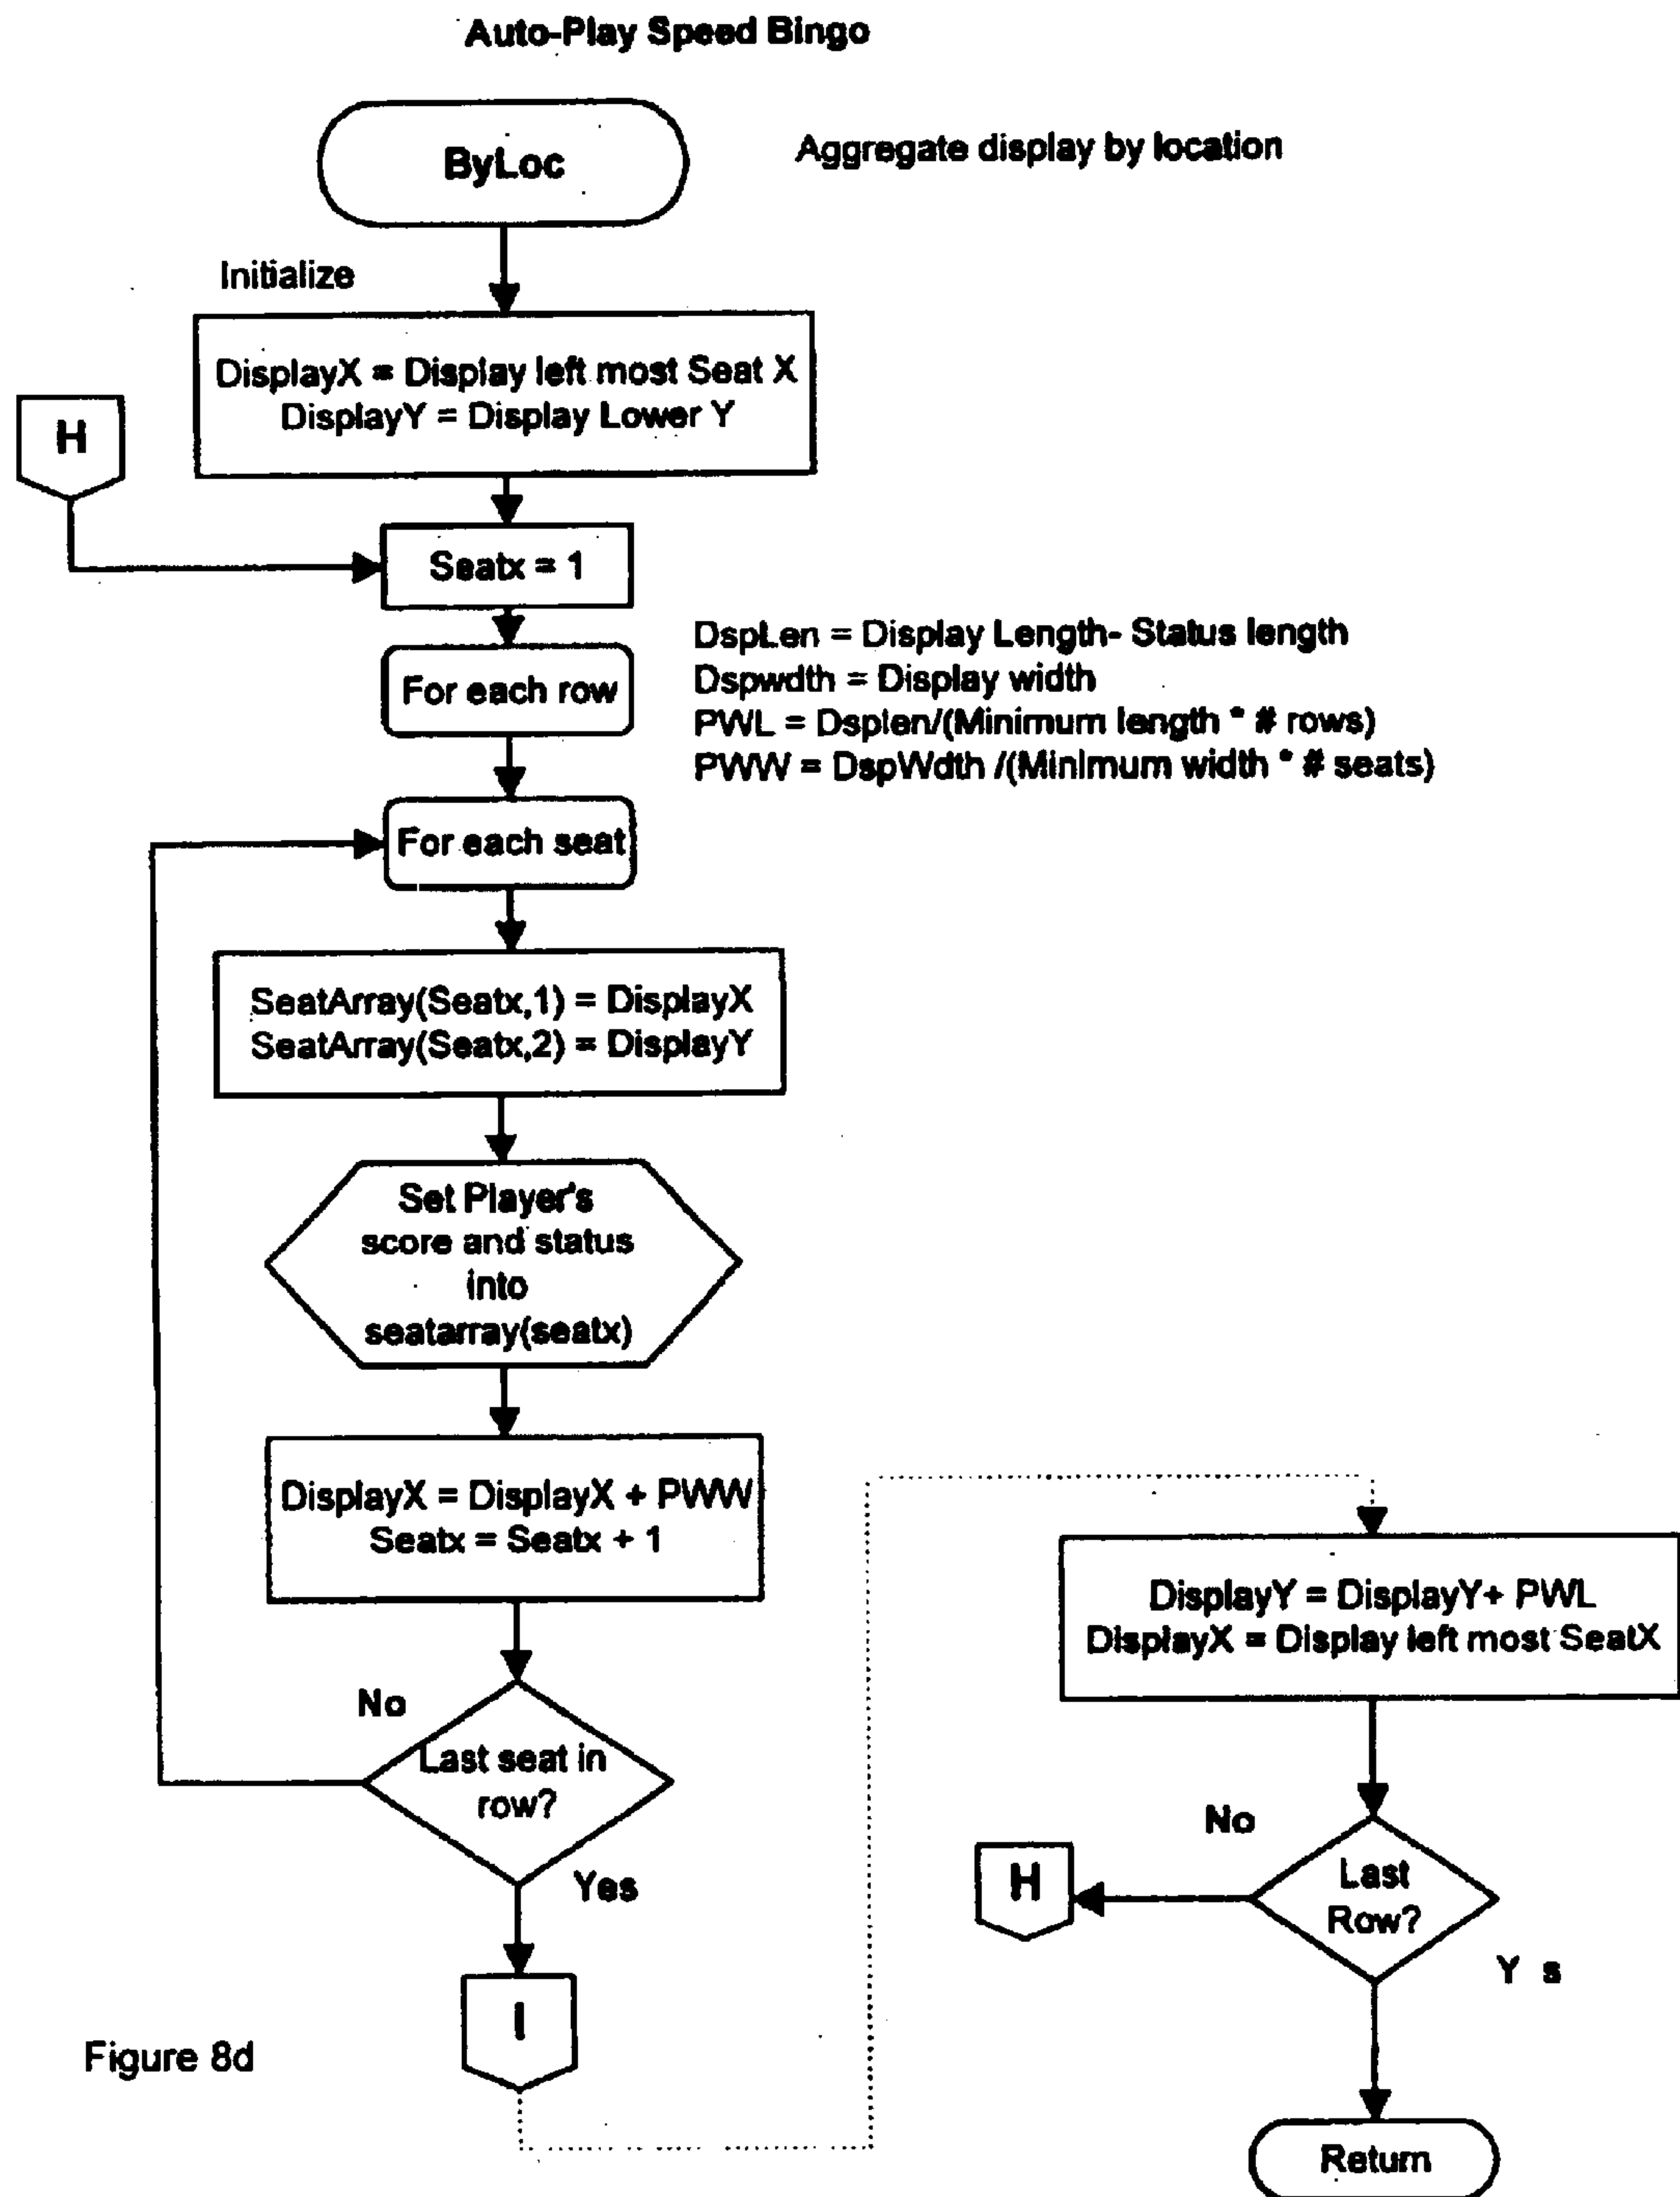 Auto-Play Speed Bingo
ByLoc
Aggregate display by location
Initialize
DisplayX = Display left most Seat X
DisplayY = Display Lower Y
H
Seatx = 1
For each row
DspLen = Display Length- Status length
Dspwdth = Display width
PWL = Dsplen/(Minimum length * # rows)
PWW = DspWdth /(Minimum width * # seats)
For each seat
SeatArray(Seatx,1) = DisplayX
SeatArray(Seatx,2) = DisplayY
Set Player's
score and status
into
seatarray(seatx)
DisplayX = DisplayX + PWW
Seatx = Seatx + 1
No
Last seat in
row?
Yes
I
DisplayY = DisplayY+ PWL
DisplayX = Display left most SeatX
No
Last
Row?
H
Y s
Return
Figure 8d